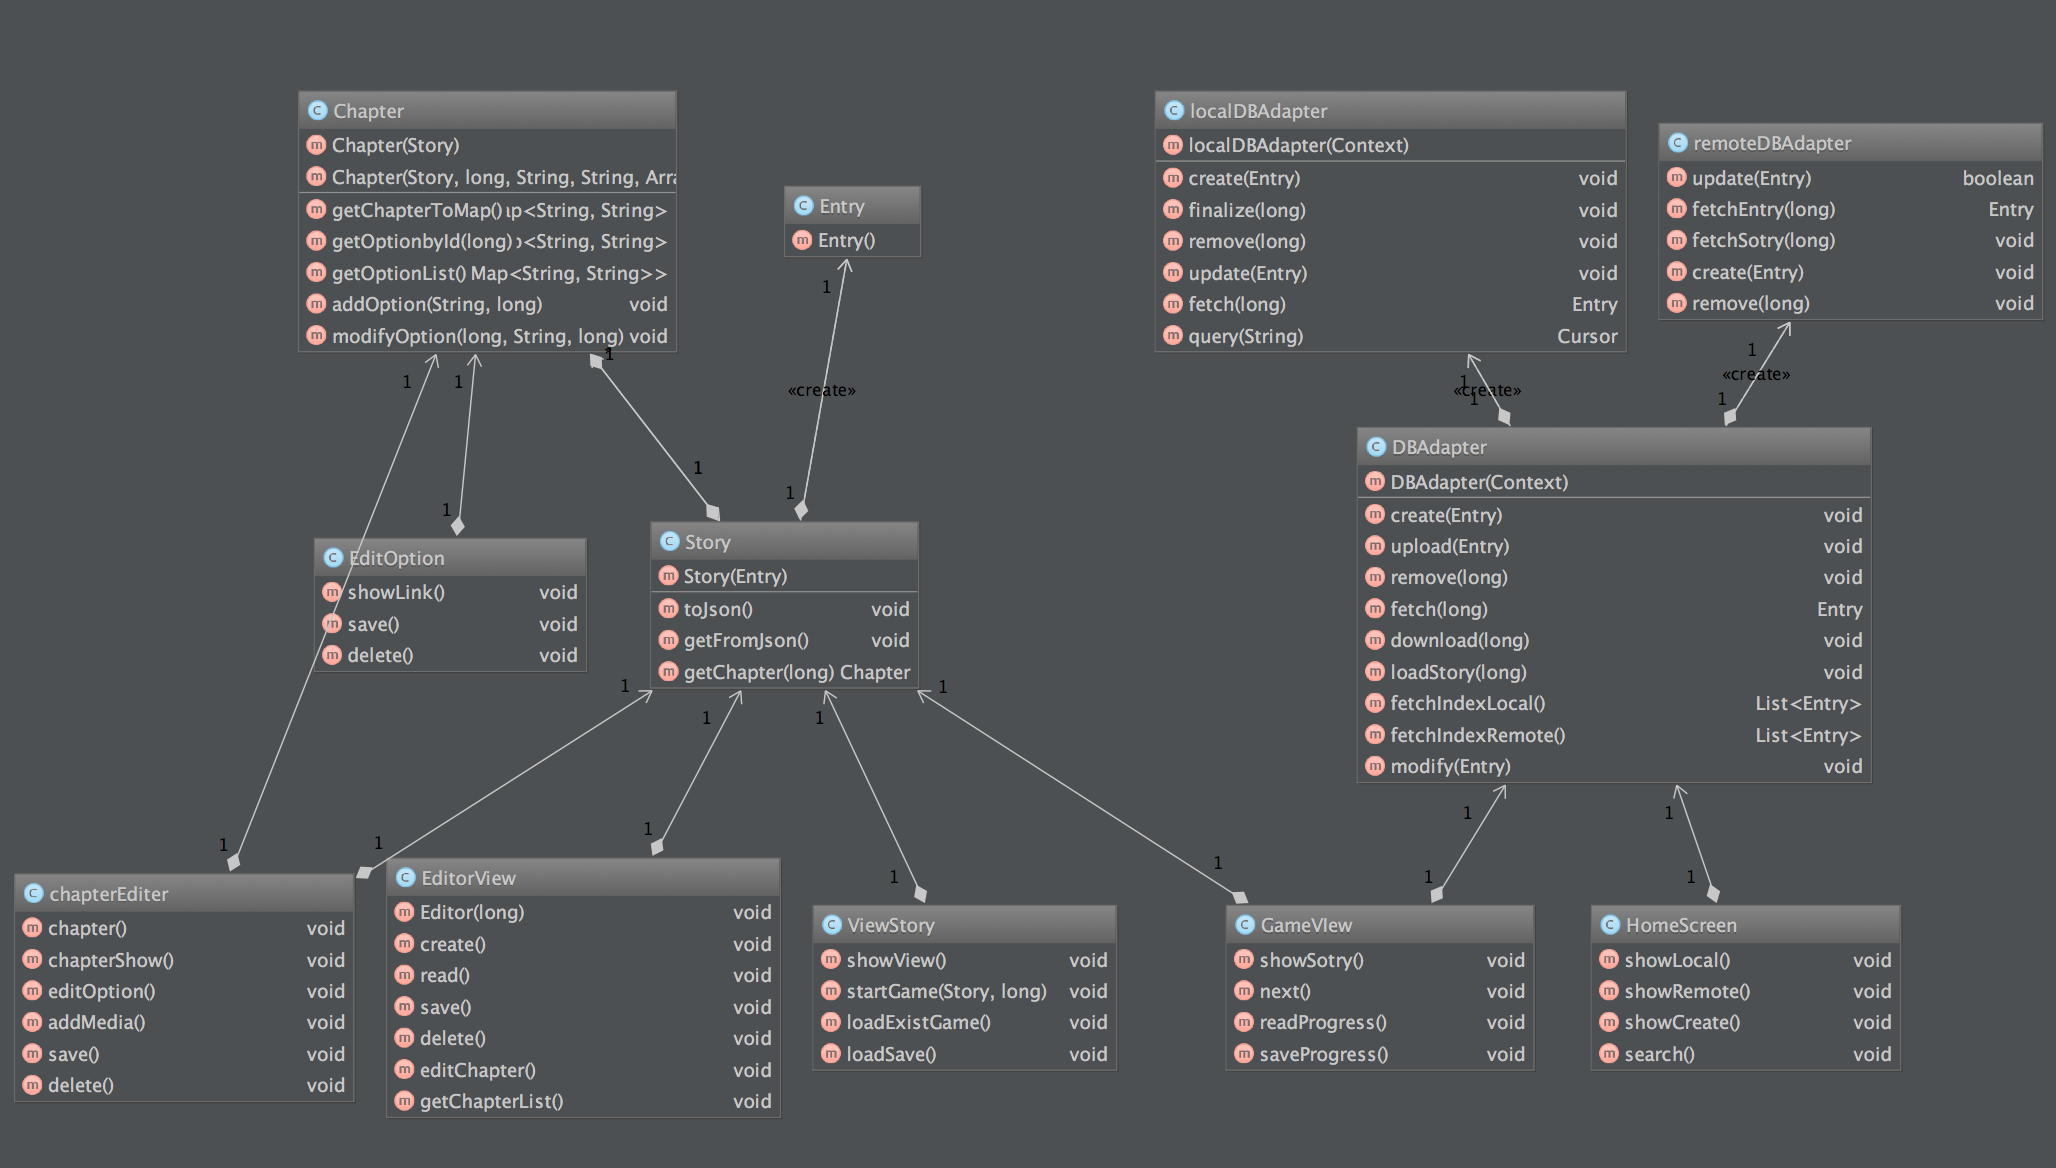 Chapter
Chapter(Story)
Chapter(Story, long, String, String, Arra
getChapterToMap() ıp<String, String>
getOptionbyId(long) ›<String, String>
getOptionList() Map<String, String>>
addOption(String, long) void
modifyOption(long, String, long) void
Entry
Entry()
localDBAdapter
localDBAdapter(Context)
create(Entry) void
finalize(long) void
remove(long) void
update(Entry) void
fetch(long) Entry
query(String) Cursor
remoteDBAdapter
update(Entry) boolean
fetchEntry(long) Entry
fetchSotry(long) void
create(Entry) void
remove(long) void
1
1
1
1
«create»
1
1
1
«create»
1
1
«create»
1
1
1
DBAdapter
DBAdapter(Context)
create(Entry) void
upload(Entry) void
remove(long) void
fetch(long) Entry
download(long) void
loadStory(long) void
fetchIndexLocal() List<Entry>
fetchIndexRemote() List<Entry>
modify(Entry) void
EditOption
showLink() void
save() void
delete() void
Story
Story(Entry)
toJson() void
getFromJson() void
getChapter(long) Chapter
1
1
1
1
1
1
1
1
1
1
1
1
1
chapterEditer
chapter() void
chapterShow() void
editOption() void
addMedia() void
save() void
delete() void
EditorView
Editor(long) void
create() void
read() void
save() void
delete() void
editChapter() void
getChapterList() void
ViewStory
showView() void
startGame(Story, long) void
loadExistGame() void
loadSave() void
GameVIew
showSotry() void
next() void
readProgress() void
saveProgress() void
HomeScreen
showLocal() void
showRemote() void
showCreate() void
search() void